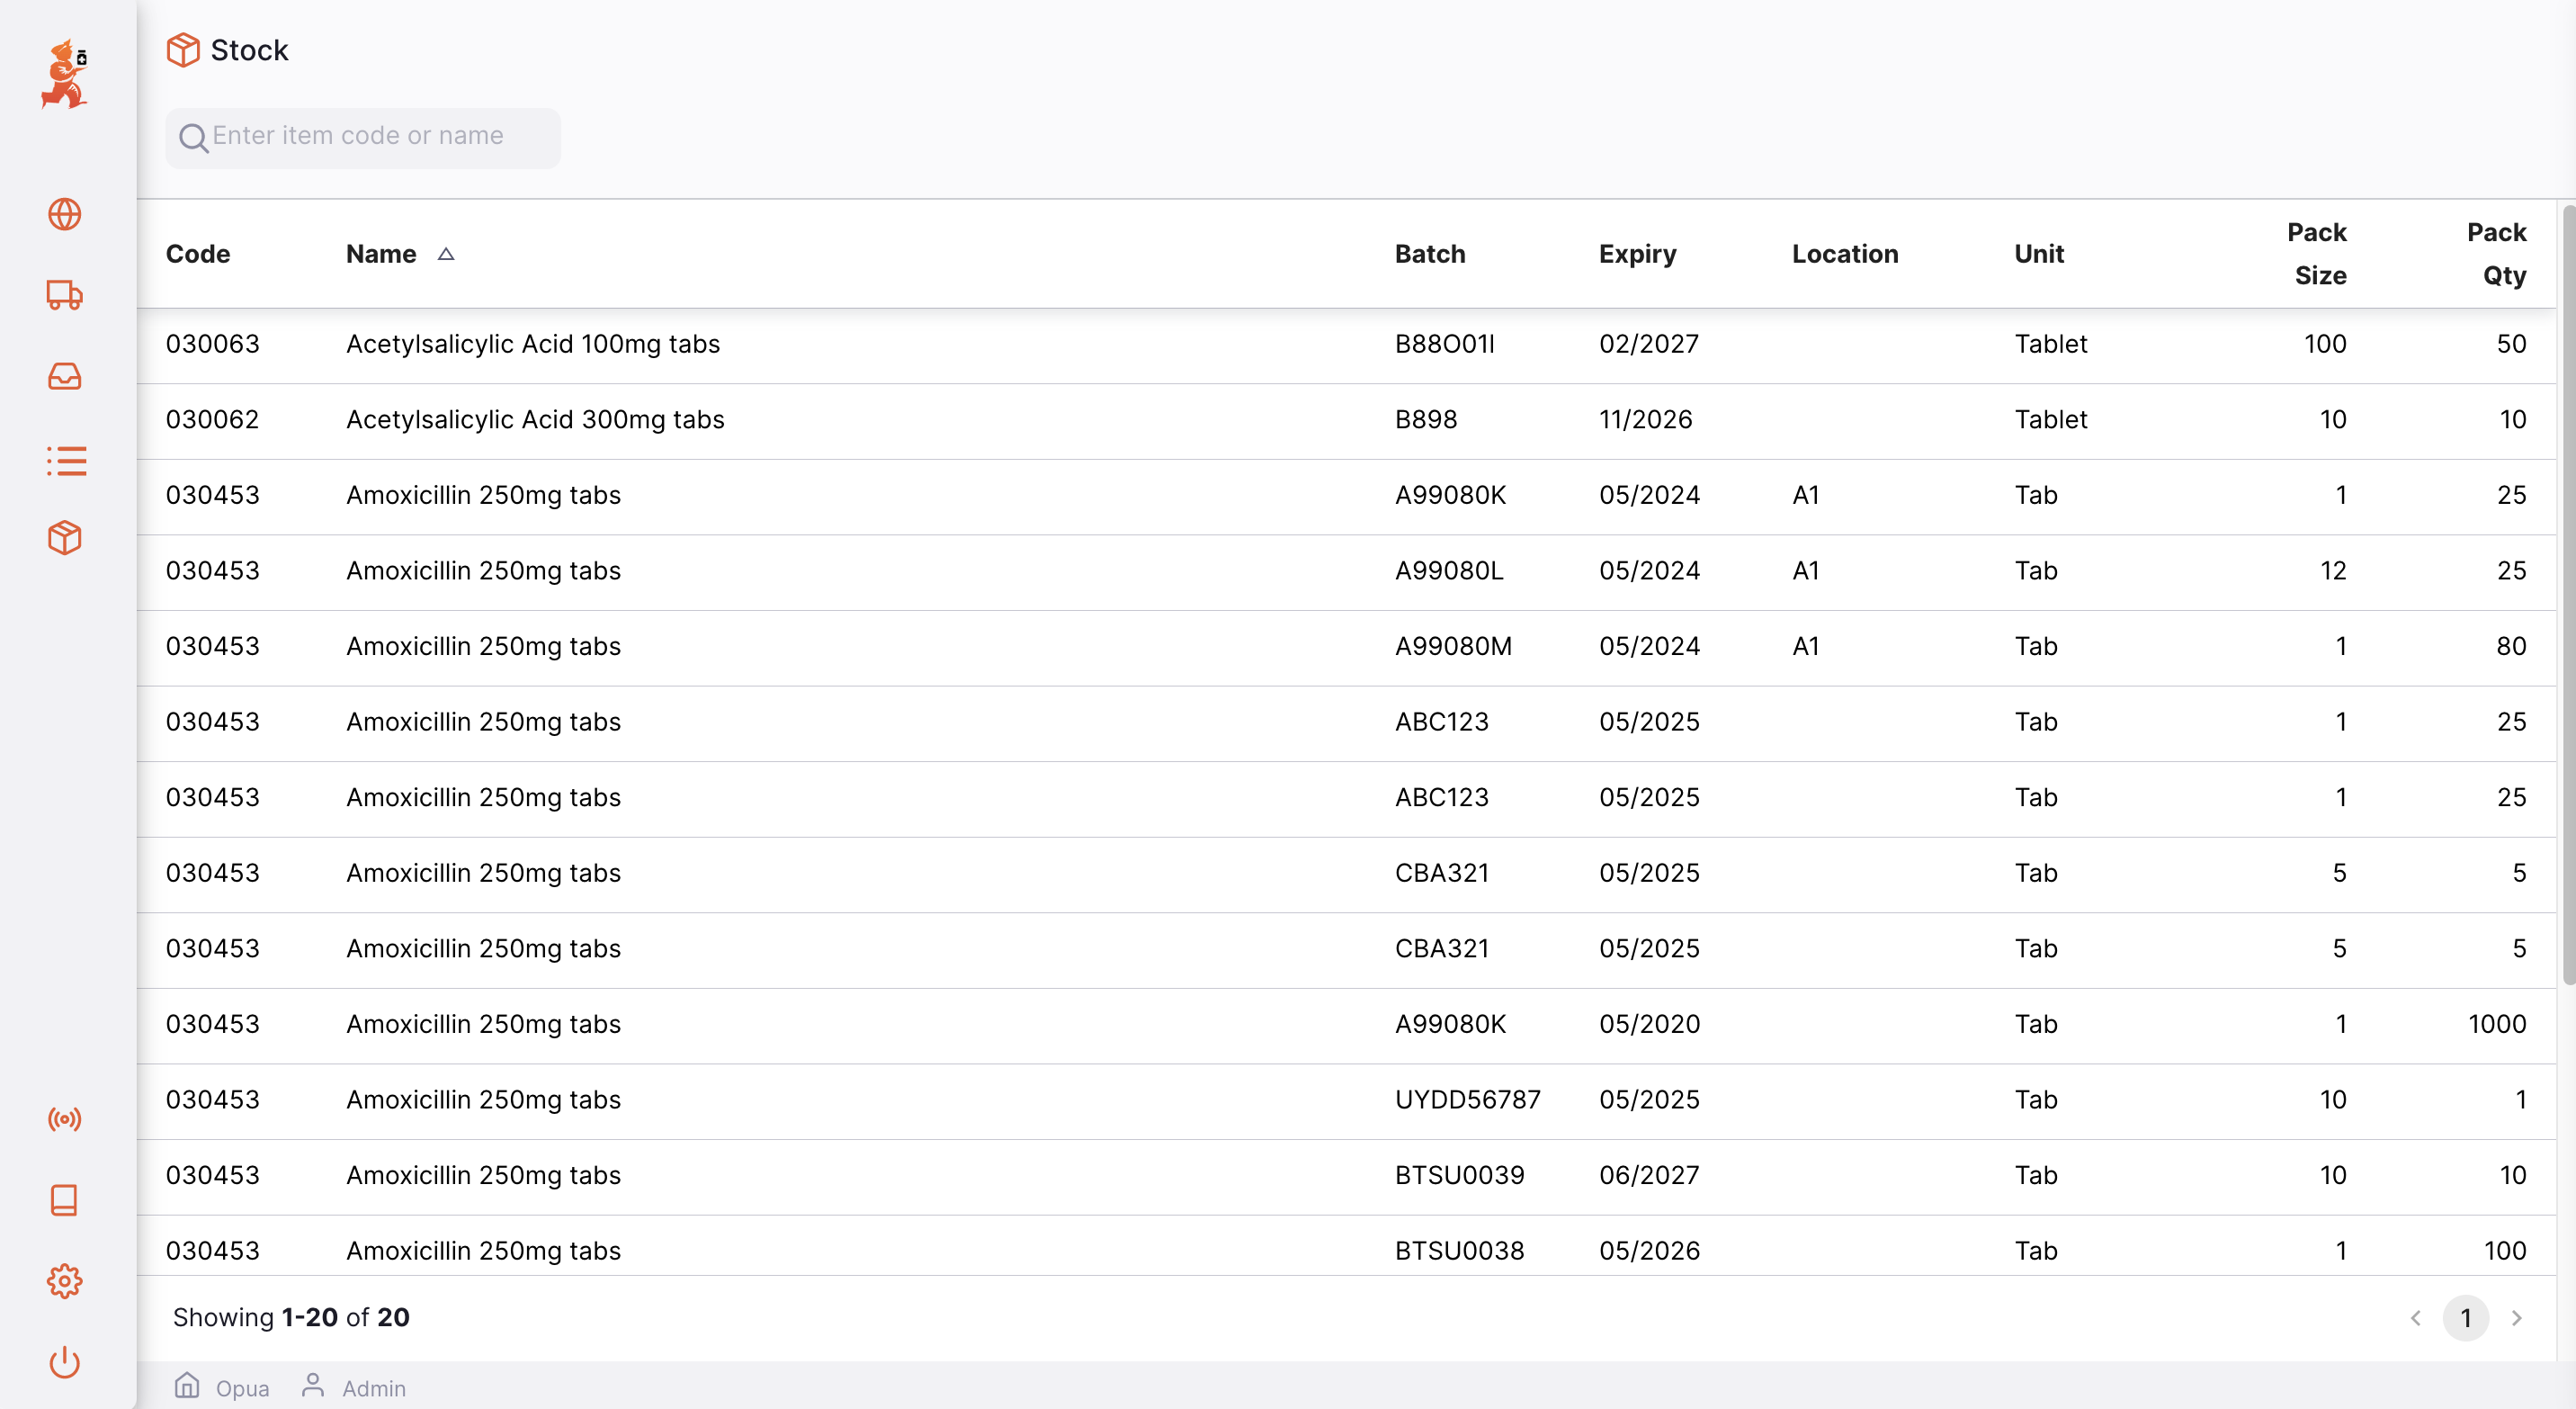 Stock
Enter item code or name
Code Name Batch Expiry Location Unit Pack Size Pack Qty
030063 Acetylsalicylic Acid 100mg tabs B88O01I 02/2027 Tablet 100 50
030062 Acetylsalicylic Acid 300mg tabs B898 11/2026 Tablet 10 10
030453 Amoxicillin 250mg tabs A99080K 05/2024 A1 Tab 1 25
030453 Amoxicillin 250mg tabs A99080L 05/2024 A1 Tab 12 25
030453 Amoxicillin 250mg tabs A99080M 05/2024 A1 Tab 1 80
030453 Amoxicillin 250mg tabs ABC123 05/2025 Tab 1 25
030453 Amoxicillin 250mg tabs ABC123 05/2025 Tab 1 25
030453 Amoxicillin 250mg tabs CBA321 05/2025 Tab 5 5
030453 Amoxicillin 250mg tabs CBA321 05/2025 Tab 5 5
030453 Amoxicillin 250mg tabs A99080K 05/2020 Tab 1 1000
030453 Amoxicillin 250mg tabs UYDD56787 05/2025 Tab 10 1
030453 Amoxicillin 250mg tabs BTSU0039 06/2027 Tab 10 10
030453 Amoxicillin 250mg tabs BTSU0038 05/2026 Tab 1 100
Showing 1-20 of 20 1
Opua Admin